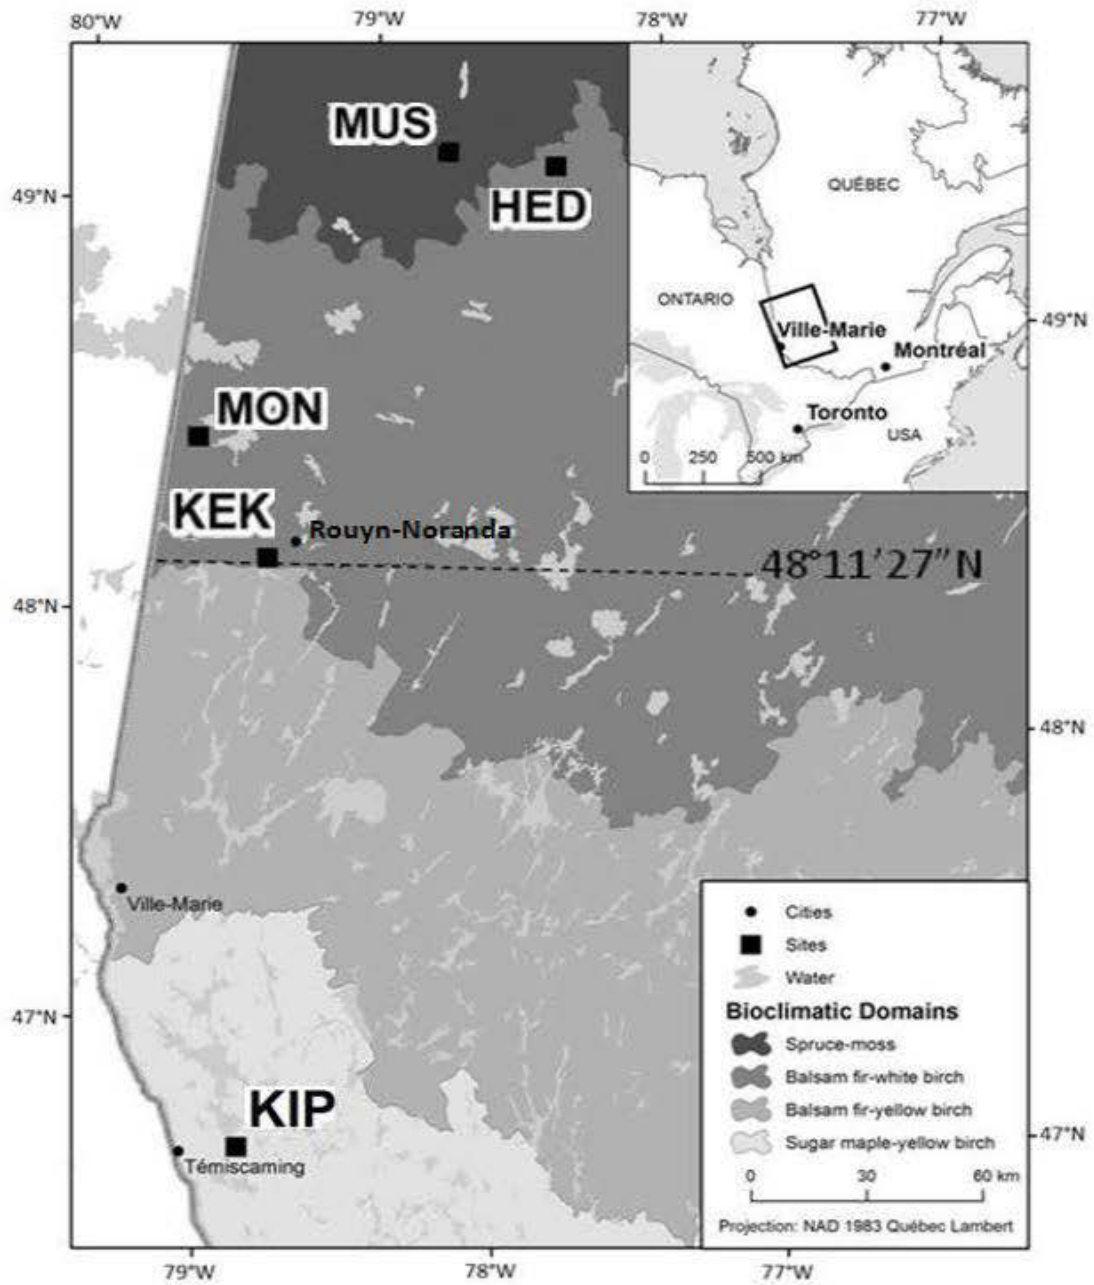 80°W
79°W
78°W
77°W
MUS
HED
49°N
QUÉBEC
ONTARIO
Ville-Marie
Montréal
Toronto
USA
0 250 500 km
49°N
MON
KEK
Rouyn-Noranda
48°11'27"N
48°N
48°N
Ville-Marie
47°N
KIP
Témiscaming
Cities
Sites
Water
Bioclimatic Domains
Spruce-moss
Balsam fir-white birch
Balsam fir-yellow birch
Sugar maple-yellow birch
0 30 60 km
Projection: NAD 1983 Québec Lambert
47°N
79°W
78°W
77°W